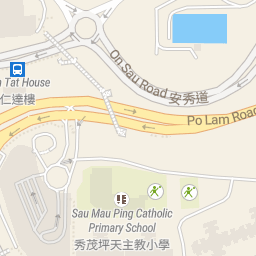 On Sau Road 安秀道
Tat House
仁達樓
Po Lam Road
Sau Mau Ping Catholic
Primary School
秀茂坪天主教小學